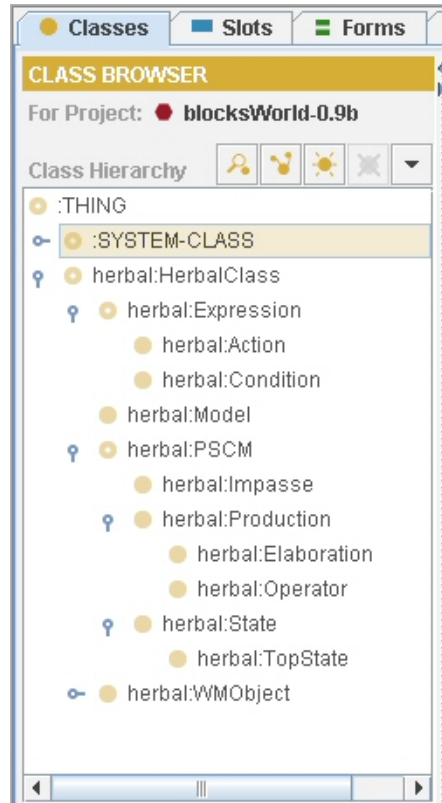 Classes Slots Forms
CLASS BROWSER
For Project: blocksWorld-0.9b
Class Hierarchy
:THING
:SYSTEM-CLASS
herbal:HerbalClass
herbal:Expression
herbal:Action
herbal:Condition
herbal:Model
herbal:PSCM
herbal:Impasse
herbal:Production
herbal:Elaboration
herbal:Operator
herbal:State
herbal:TopState
herbal:WMObject